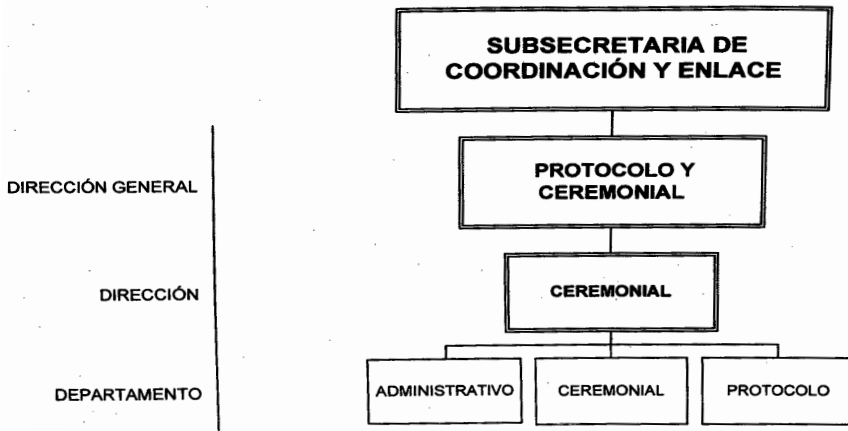 SUBSECRETARIA DE
COORDINACIÓN Y ENLACE
DIRECCIÓN GENERAL
PROTOCOLO Y
CEREMONIAL
DIRECCIÓN
CEREMONIAL
DEPARTAMENTO
ADMINISTRATIVO
CEREMONIAL
PROTOCOLO